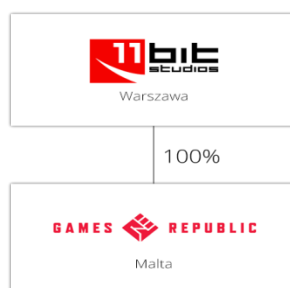 11 bit
studios
Warszawa
100%
GAMES REPUBLIC
Malta